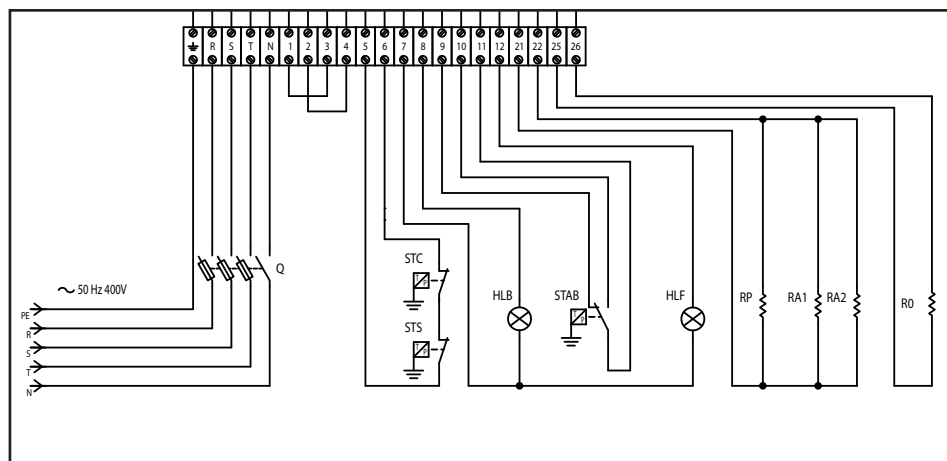 R S T N 1 2 3 4 5 6 7 8 9 10 11 12 21 22 25 26
Q
~ 50 Hz 400V
PE
R
S
T
N
STC
T P
STS
T P
HLB
STAB
T P
HLF
RP
RA1
RA2
R0